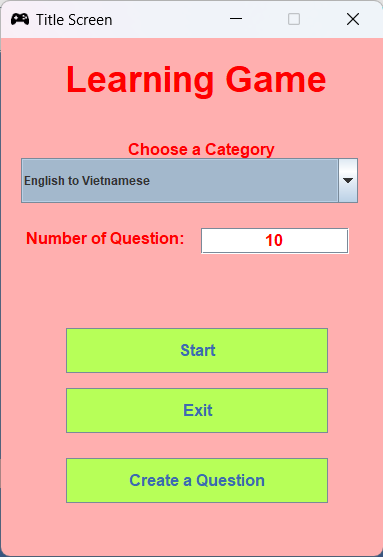 Title Screen
Learning Game
Choose a Category
English to Vietnamese
Number of Question: 10
Start
Exit
Create a Question